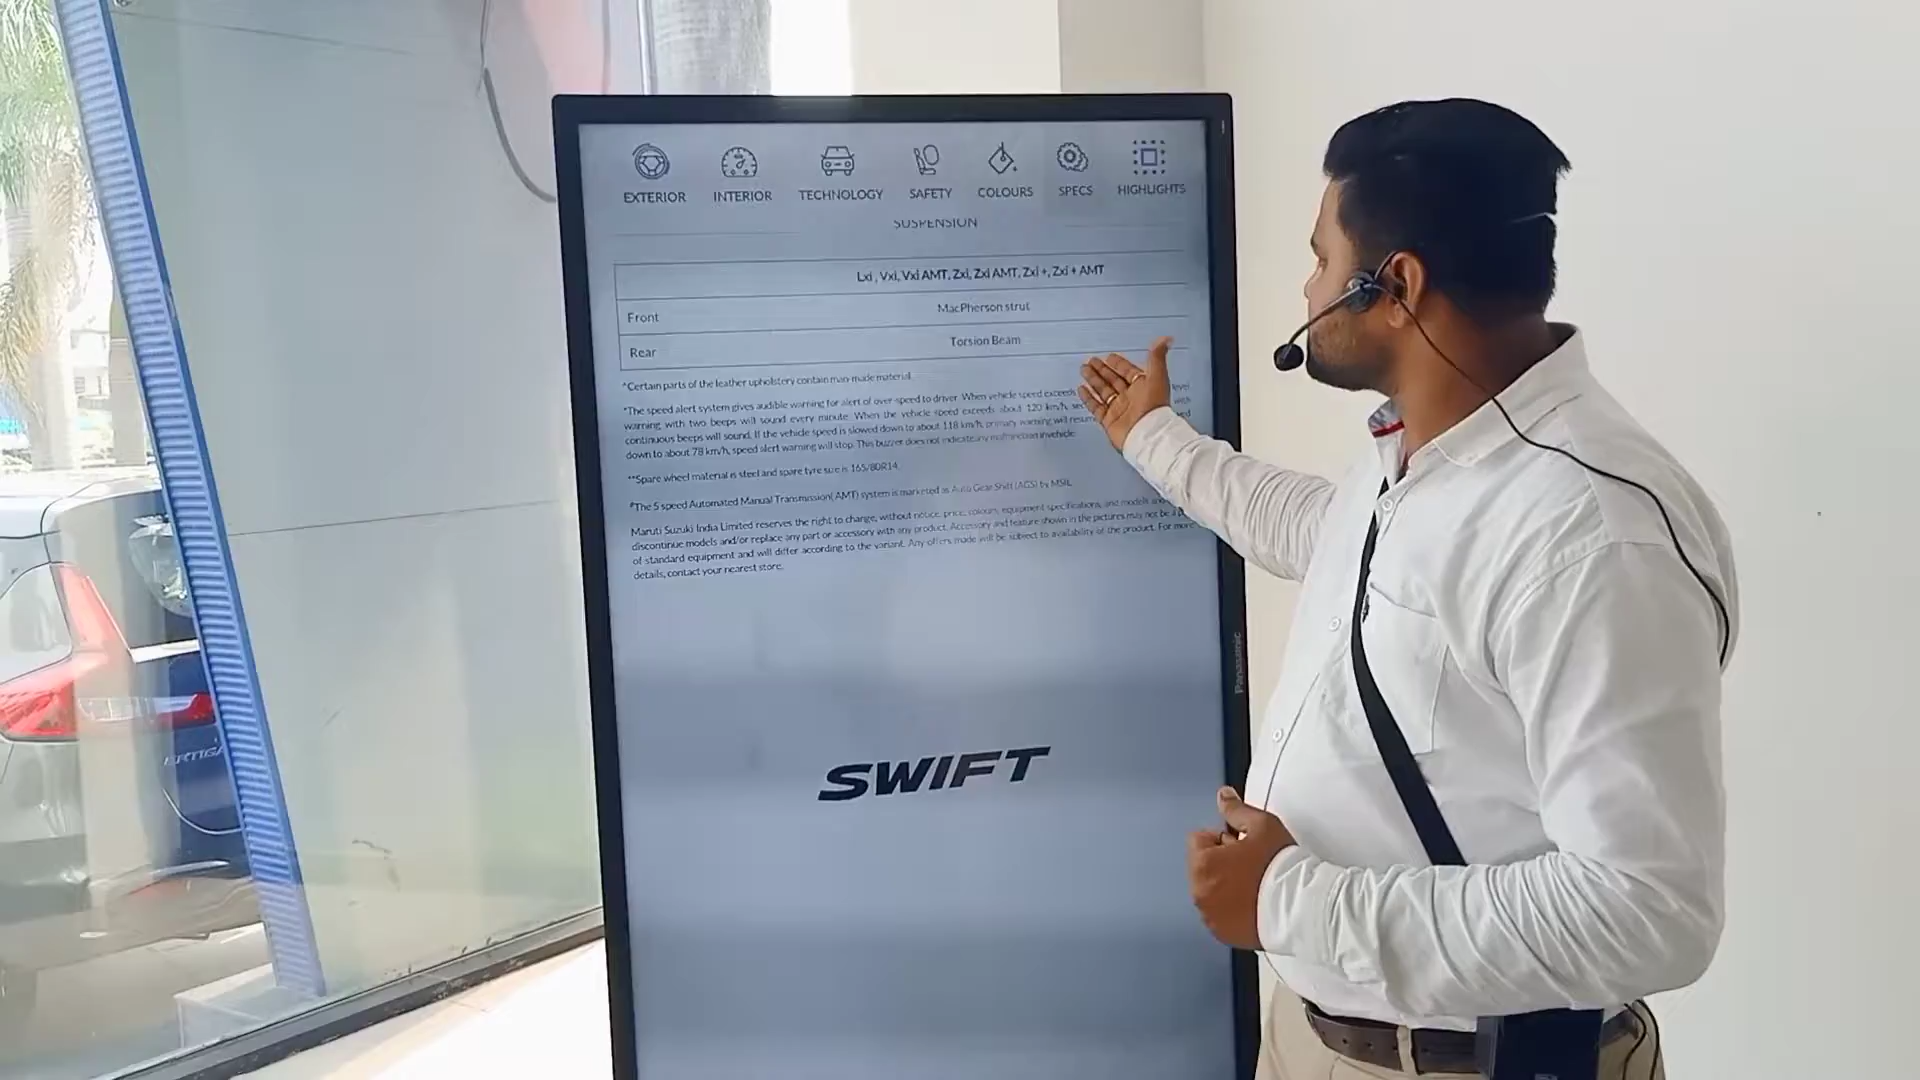 EXTERIOR INTERIOR TECHNOLOGY SAFETY COLOURS SPECS HIGHLIGHTS
SUSPENSION
Lxi, Vxi, Vxi AMT, Zxi, Zxi AMT, Zxi +, Zxi + AMT
Front MacPherson strut
Rear Torsion Beam
^Certain parts of the leather upholstery contain man-made material.
*The speed alert system gives audible warning for alert of over-speed to driver. When vehicle speed exceeds level
warning with two beeps will sound every minute. When the vehicle speed exceeds about 120 km/h, with
continuous beeps will sound. If the vehicle speed is slowed down to about 118 km/h, primary warning will
down to about 78 km/h, speed alert warning will stop. This buzzer does not indicate any malfunction in vehicle.
**Spare wheel material is steel and spare tyre size is 165/80R14.
#The 5 speed Automated Manual Transmission(AMT) system is marketed as Auto Gear Shift (AGS) by MSIL.
Maruti Suzuki India Limited reserves the right to change, without notice, price, colours, equipment specifications, and models and
discontinue models and/or replace any part or accessory with any product. Accessory and feature shown in the pictures may not be a
of standard equipment and will differ according to the variant. Any offers made will be subject to availability of the product. For more
details, contact your nearest store.
SWIFT
Panasonic
ERTIGA